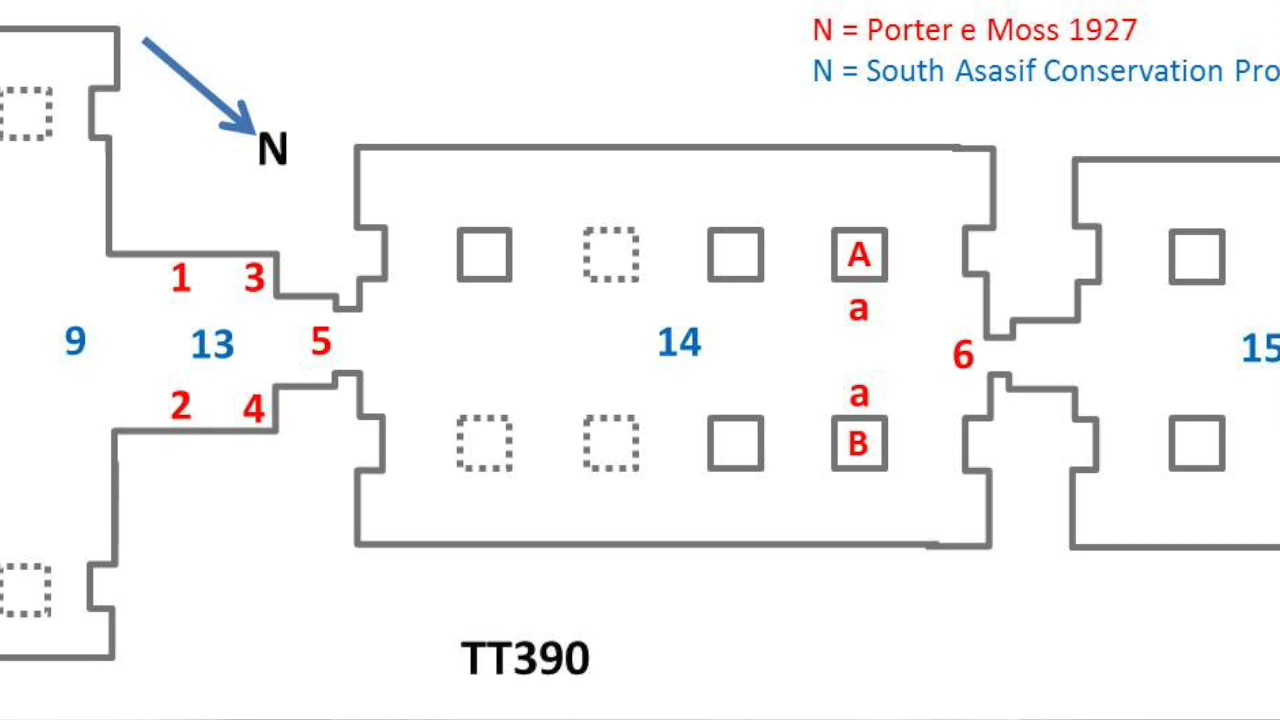 N = Porter e Moss 1927
N = South Asasif Conservation Pro
N
1 3
A
a
9 13 5 14 6 15
a
2 4
B
TT390